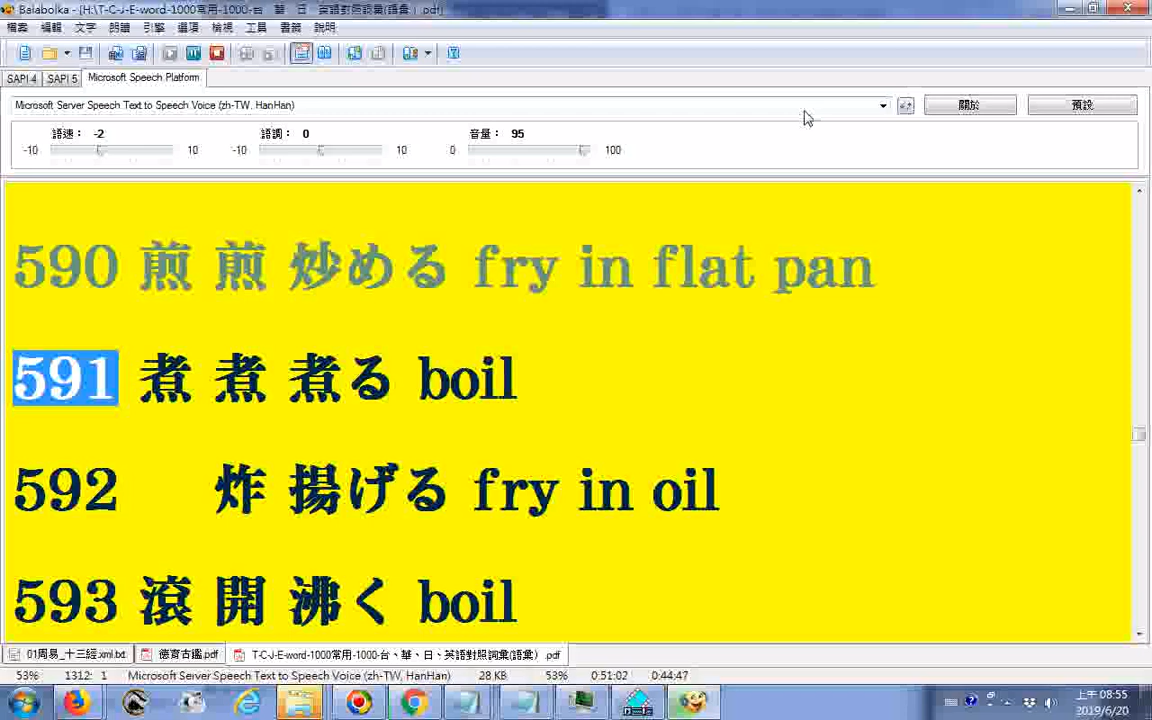 Balabolka - [H:\T-C-J-E-word-1000常用-1000-台、華、日、英語對照詞彙(語彙).pdf]
檔案 編輯 文字 朗讀 引擎 選項 檢視 工具 書籤 說明
SAPI 4 SAPI 5 Microsoft Speech Platform
Microsoft Server Speech Text to Speech Voice (zh-TW, HanHan) 關於 預設
語速： -2 語調： 0 音量： 95
-10 10 -10 10 0 100
590 煎 煎 炒める fry in flat pan
591 煮 煮 煮る boil
592 炸 揚げる fry in oil
593 滾 開 沸く boil
01周易_十三經.xml.txt 德育古鑑.pdf T-C-J-E-word-1000常用-1000-台、華、日、英語對照詞彙(語彙）.pdf
53% 1312: 1 Microsoft Server Speech Text to Speech Voice (zh-TW, HanHan) 28 KB 53% 0:51:02 0:44:47
上午 08:55
2019/6/20